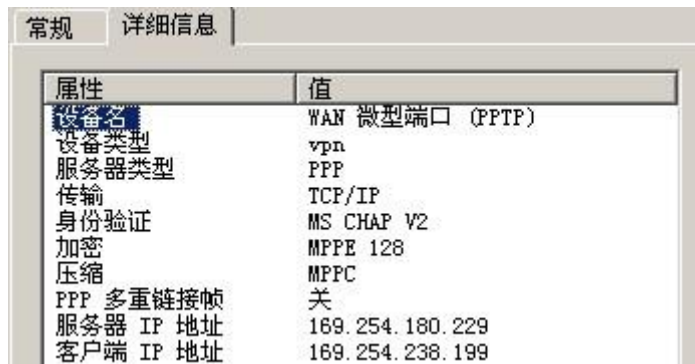 常规 详细信息
属性 值
设备名 WAN 微型端口 (PPTP)
设备类型 vpn
服务器类型 PPP
传输 TCP/IP
身份验证 MS CHAP V2
加密 MPPE 128
压缩 MPPC
PPP 多重链接帧 关
服务器 IP 地址 169.254.180.229
客户端 IP 地址 169.254.238.199